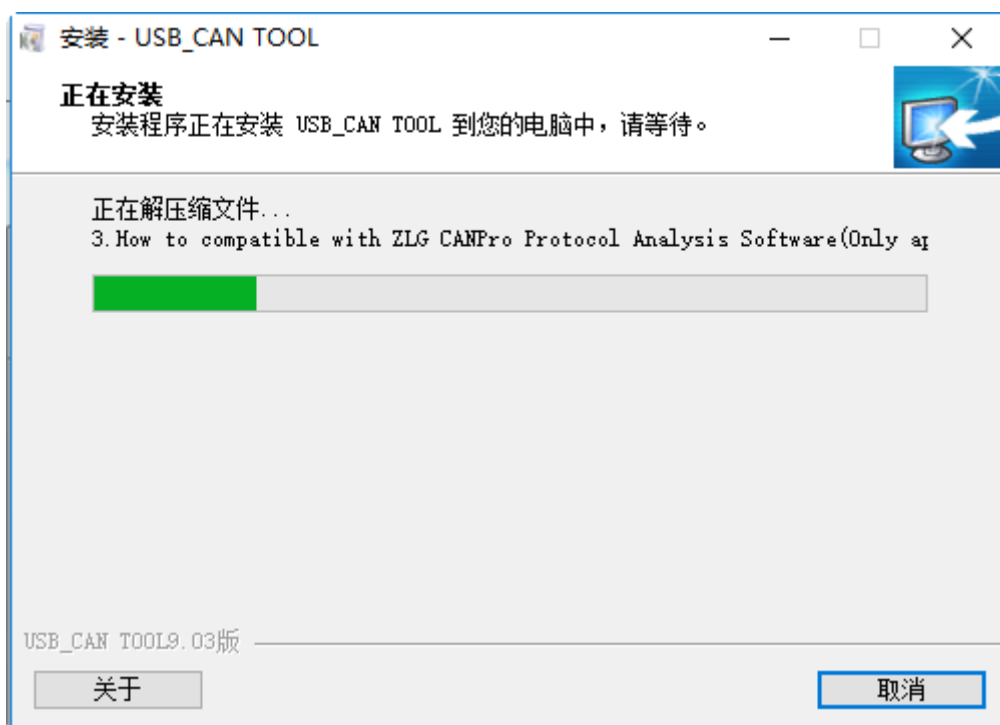 安装 - USB_CAN TOOL
正在安装
安装程序正在安装 USB_CAN TOOL 到您的电脑中，请等待。
正在解压缩文件...
3.How to compatible with ZLG CANPro Protocol Analysis Software(Only
USB_CAN TOOL9.03版
关于
取消